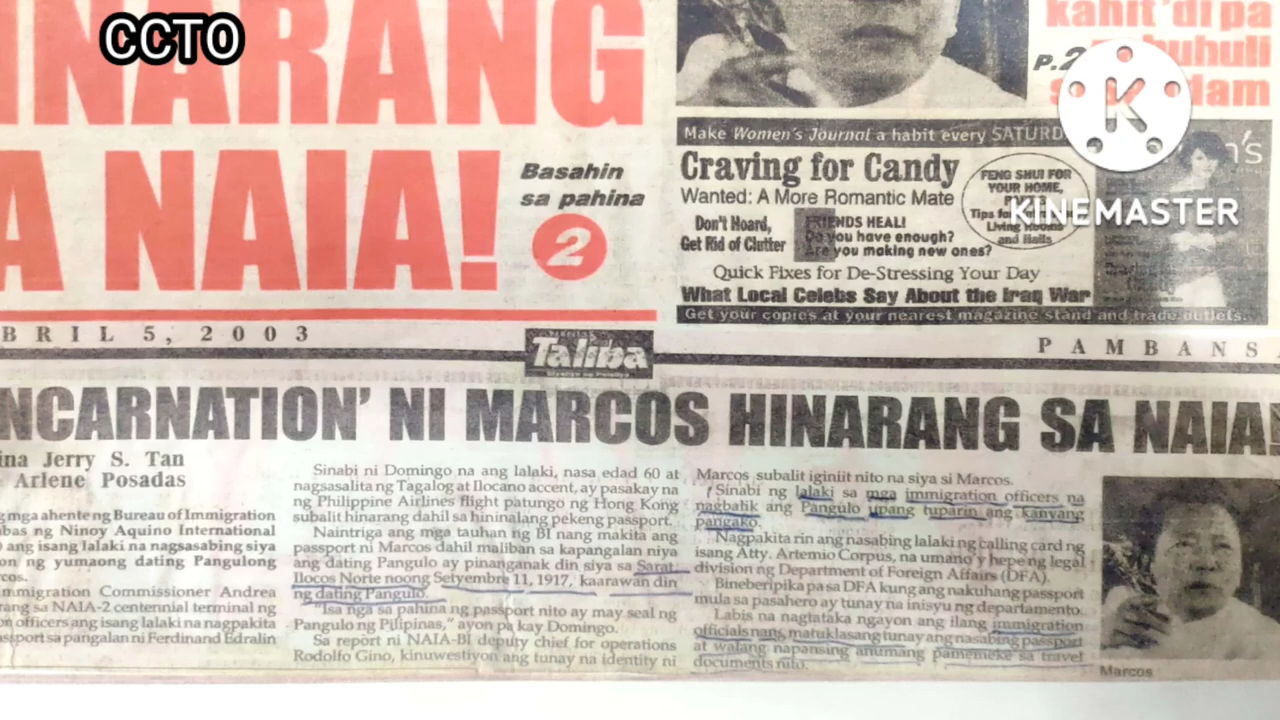 CCTO
INARANG
A NAIA!
Basahin
sa pahina
2
kahit 'di pa
P.2
KINEMASTER
Make Women's Journal a habit every SATURD
Craving for Candy
Wanted: A More Romantic Mate
Don't Hoard,
Get Rid of Clutter
FRIENDS HEAL!
Do you have enough?
Are you making new ones?
FENG SHUI FOR
YOUR HOME,
Tips fo
Living Rooms
and Halls
Quick Fixes for De-Stressing Your Day
What Local Celebs Say About the Iraq War
Get your copies at your nearest magazine stand and trade outlets.
BRIL 5, 2003
Taliba
PAMBANSA
NCARNATION' NI MARCOS HINARANG SA NAIA!
ina Jerry S. Tan
Arlene Posadas
g mga ahente ng Bureau of Immigration
bas ng Ninoy Aquino International
) ang isang lalaki na nagsasabing siya
on ng yumaong dating Pangulong
cos.
mmigration Commissioner Andrea
rang sa NAIA-2 centennial terminal ng
on officers ang isang lalaki na nagpakita
assport sa pangalan ni Ferdinand Edralin
Sinabi ni Domingo na ang lalaki, nasa edad 60 at
nagsasalita ng Tagalog at Ilocano accent, ay pasakay na
ng Philippine Airlines flight patungo ng Hong Kong
subalit hinarang dahil sa hininalang pekeng passport.
Naintriga ang mga tauhan ng BI nang makita ang
passport ni Marcos dahil maliban sa kapangalan niya
ang dating Pangulo ay pinanganak din siya sa Sarat,
Ilocos Norte noong Setyembre 11, 1917, kaarawan din
ng dating Pangulo.
"Isa nga sa pahina ng passport nito ay may seal ng
Pangulo ng Pilipinas," ayon pa kay Domingo.
Sa report ni NAIA-BI deputy chief for operations
Rodolfo Gino, kinuwestiyon ang tunay na identity ni
Marcos subalit iginiit nito na siya si Marcos.
Sinabi ng lalaki sa mga immigration officers na
nagbalik ang Pangulo upang tuparin ang kanyang
pangako.
Nagpakita rin ang nasabing lalaki ng calling card ng
isang Atty. Artemio Corpus, na umano'y hepe ng legal
division ng Department of Foreign Affairs (DFA).
Bineberipika pa sa DFA kung ang nakuhang passport
mula sa pasahero ay tunay na inisyu ng departamento.
Labis na nagtataka ngayon ang ilang immigration
officials nang matuklasang tunay ang nasabing passport
at walang napansing anumang pamemeke sa travel
documents nito.
Marcos